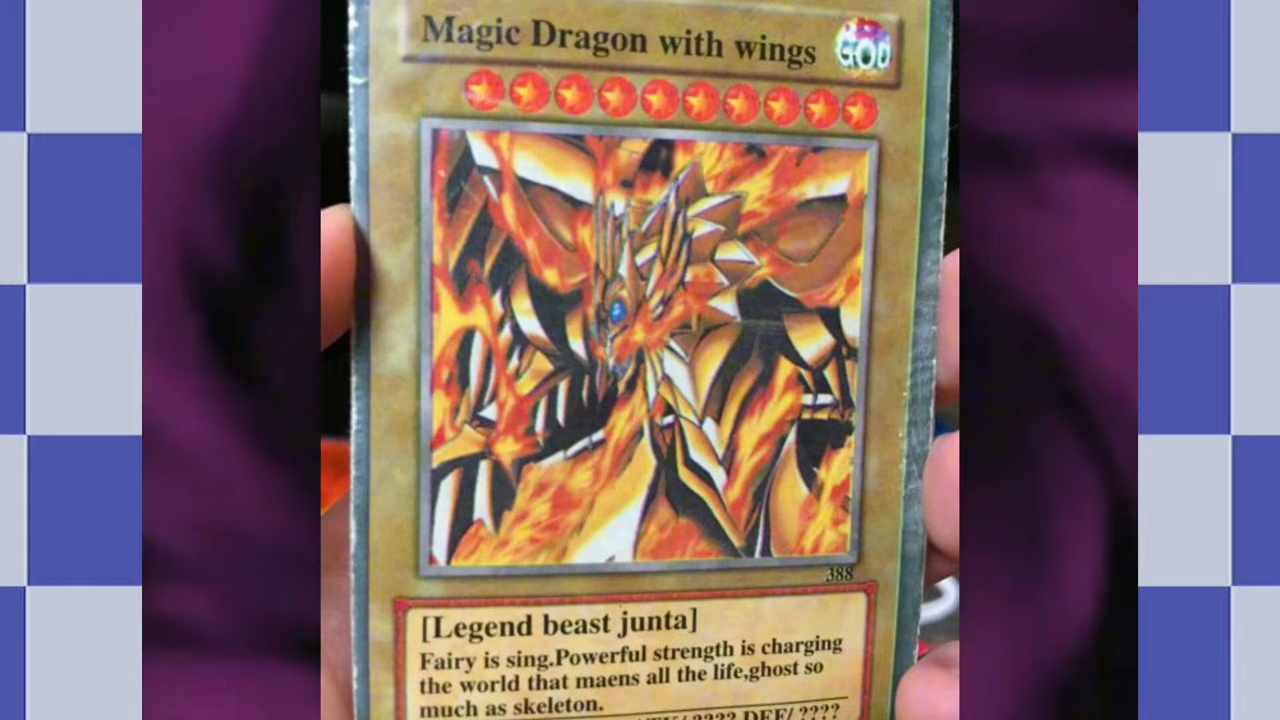 Magic Dragon with wings
GOD
388
[Legend beast junta]
Fairy is sing.Powerful strength is charging
the world that maens all the life,ghost so
much as skeleton.
???? DEF/ ????